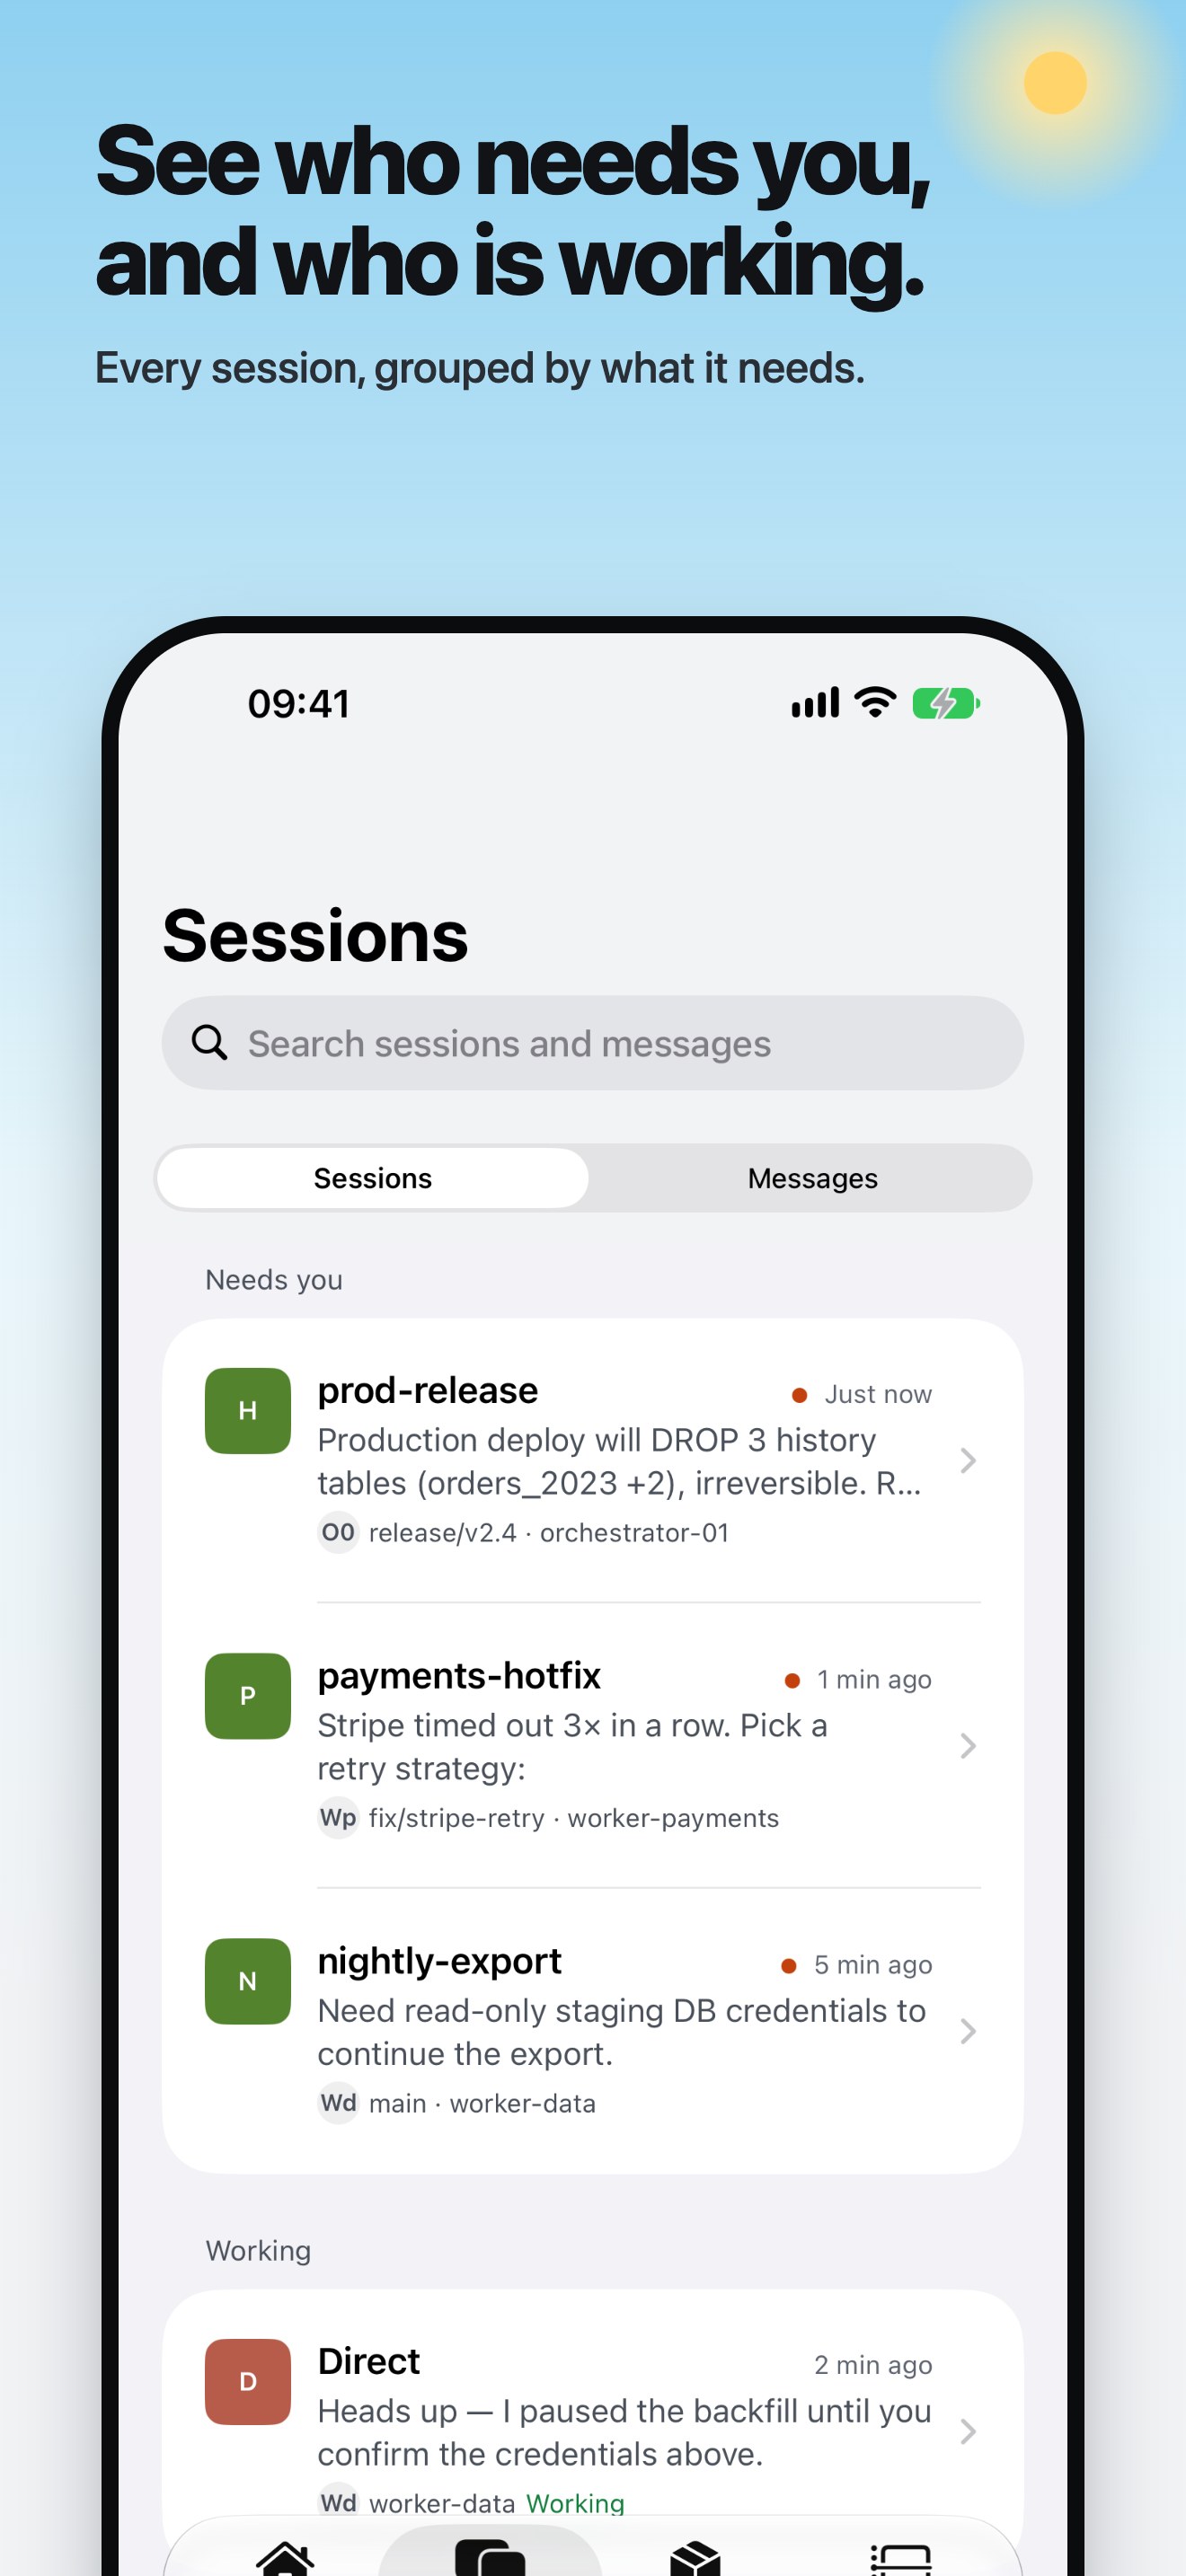 See who needs you,
and who is working.
Every session, grouped by what it needs.
09:41
Sessions
Search sessions and messages
Sessions
Messages
Needs you
H
prod-release
Just now
Production deploy will DROP 3 history
tables (orders_2023 +2), irreversible. R...
O0
release/v2.4 · orchestrator-01
P
payments-hotfix
1 min ago
Stripe timed out 3× in a row. Pick a
retry strategy:
Wp
fix/stripe-retry · worker-payments
N
nightly-export
5 min ago
Need read-only staging DB credentials to
continue the export.
Wd
main · worker-data
Working
D
Direct
2 min ago
Heads up — I paused the backfill until you
confirm the credentials above.
Wd
worker-data Working